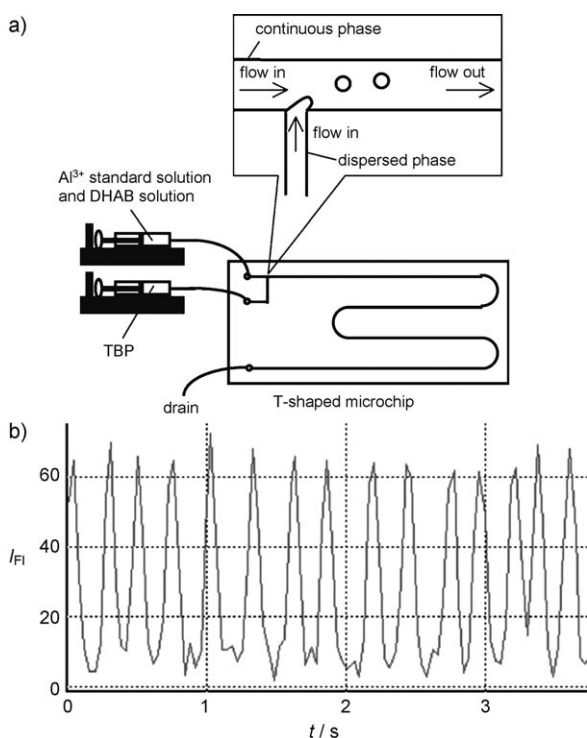 a)
continuous phase
flow in
flow out
flow in
dispersed phase
Al³⁺ standard solution
and DHAB solution
TBP
drain
T-shaped microchip
b)
60
40
I_Fl
20
0
0 1 2 3
t / s